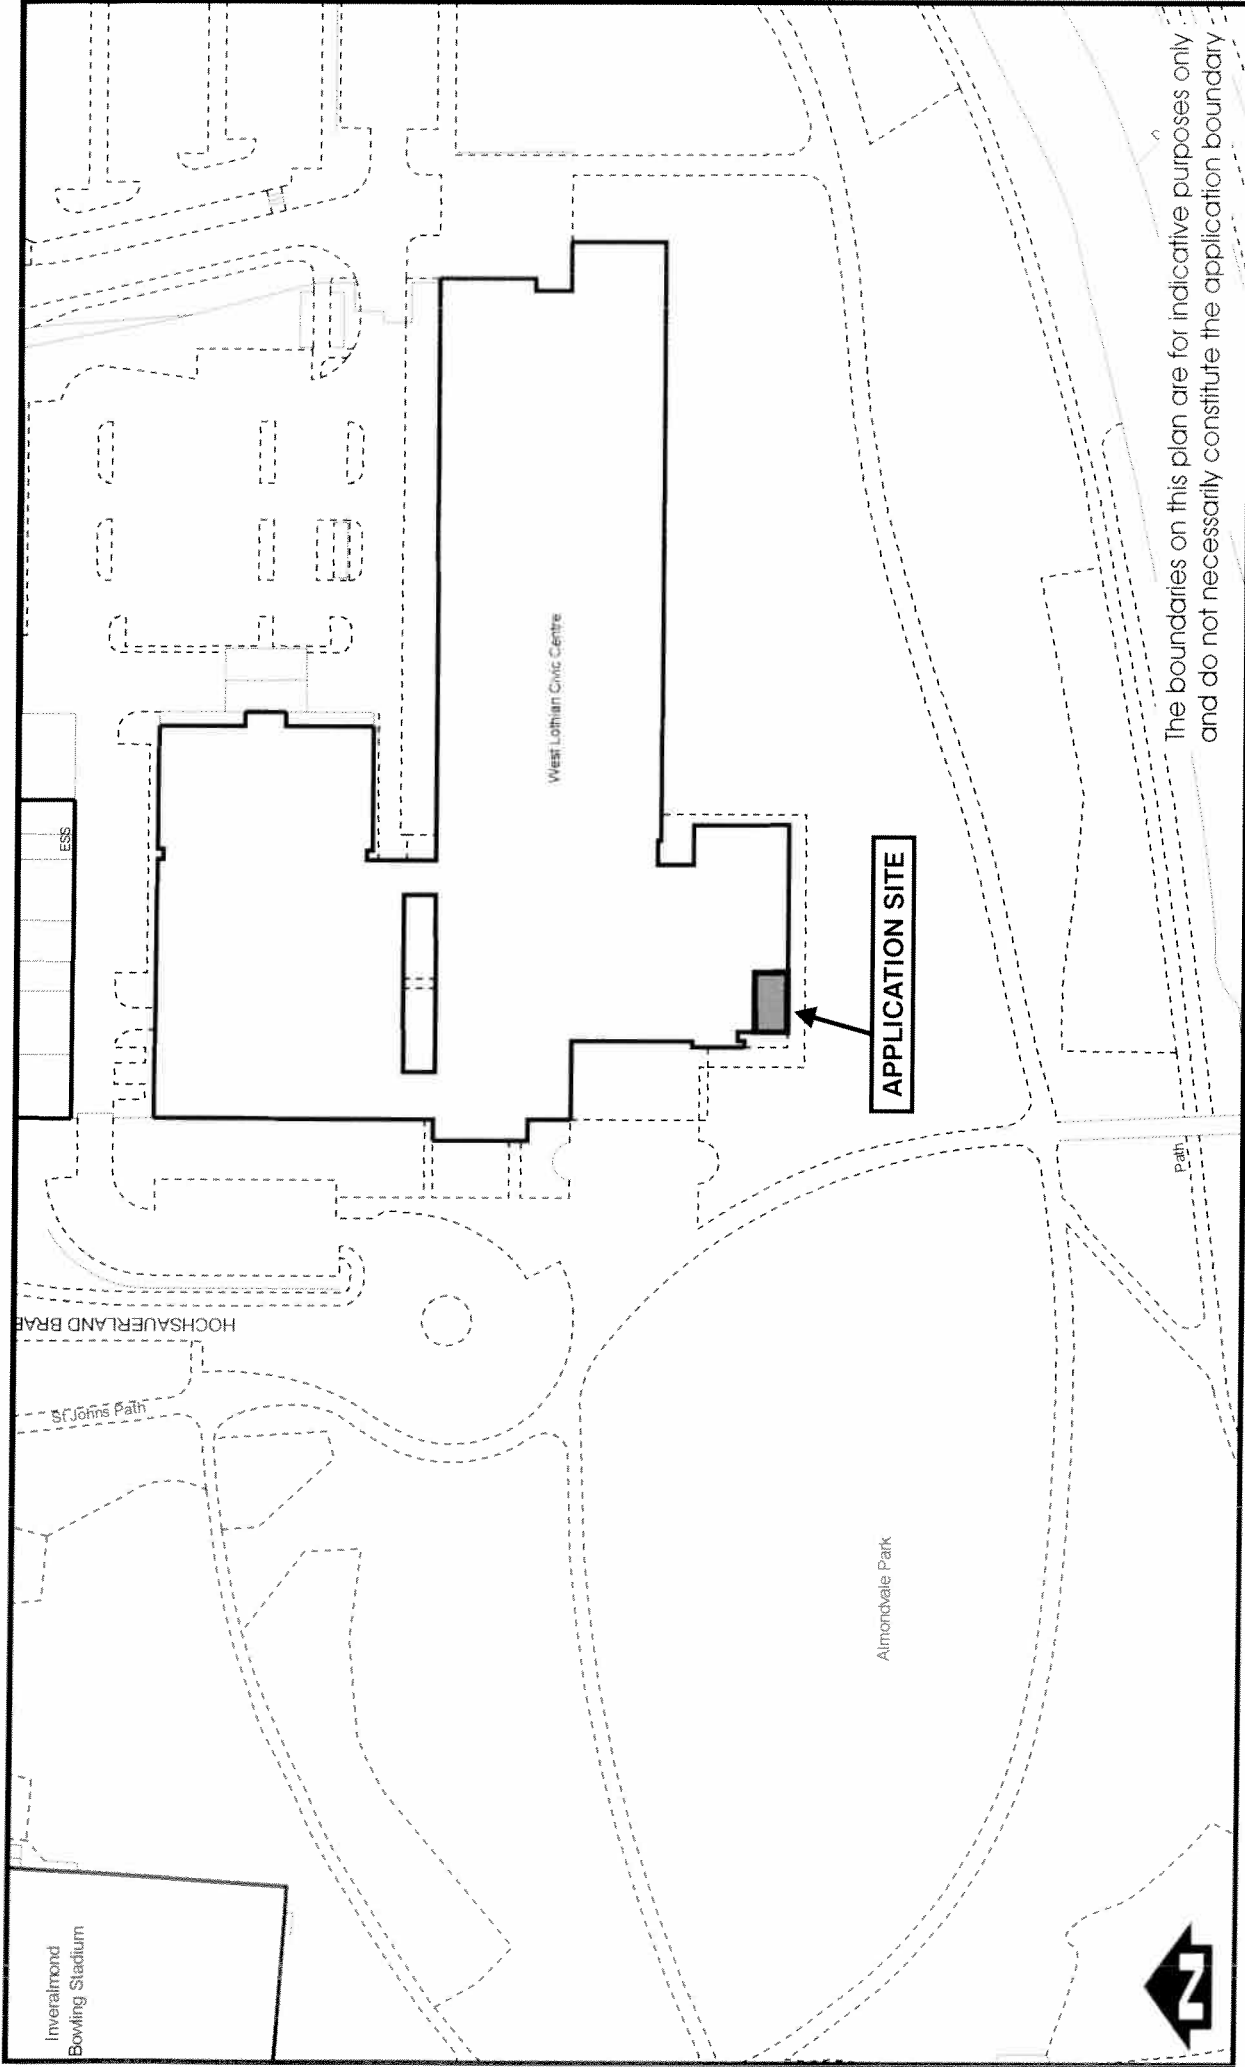 Inveralmond
Bowling Stadium
St Johns Path
HOCHSAUERLAND BRAE
ESS
West Lothian Civic Centre
APPLICATION SITE
Almondvale Park
Path
N
The boundaries on this plan are for indicative purposes only
and do not necessarily constitute the application boundary